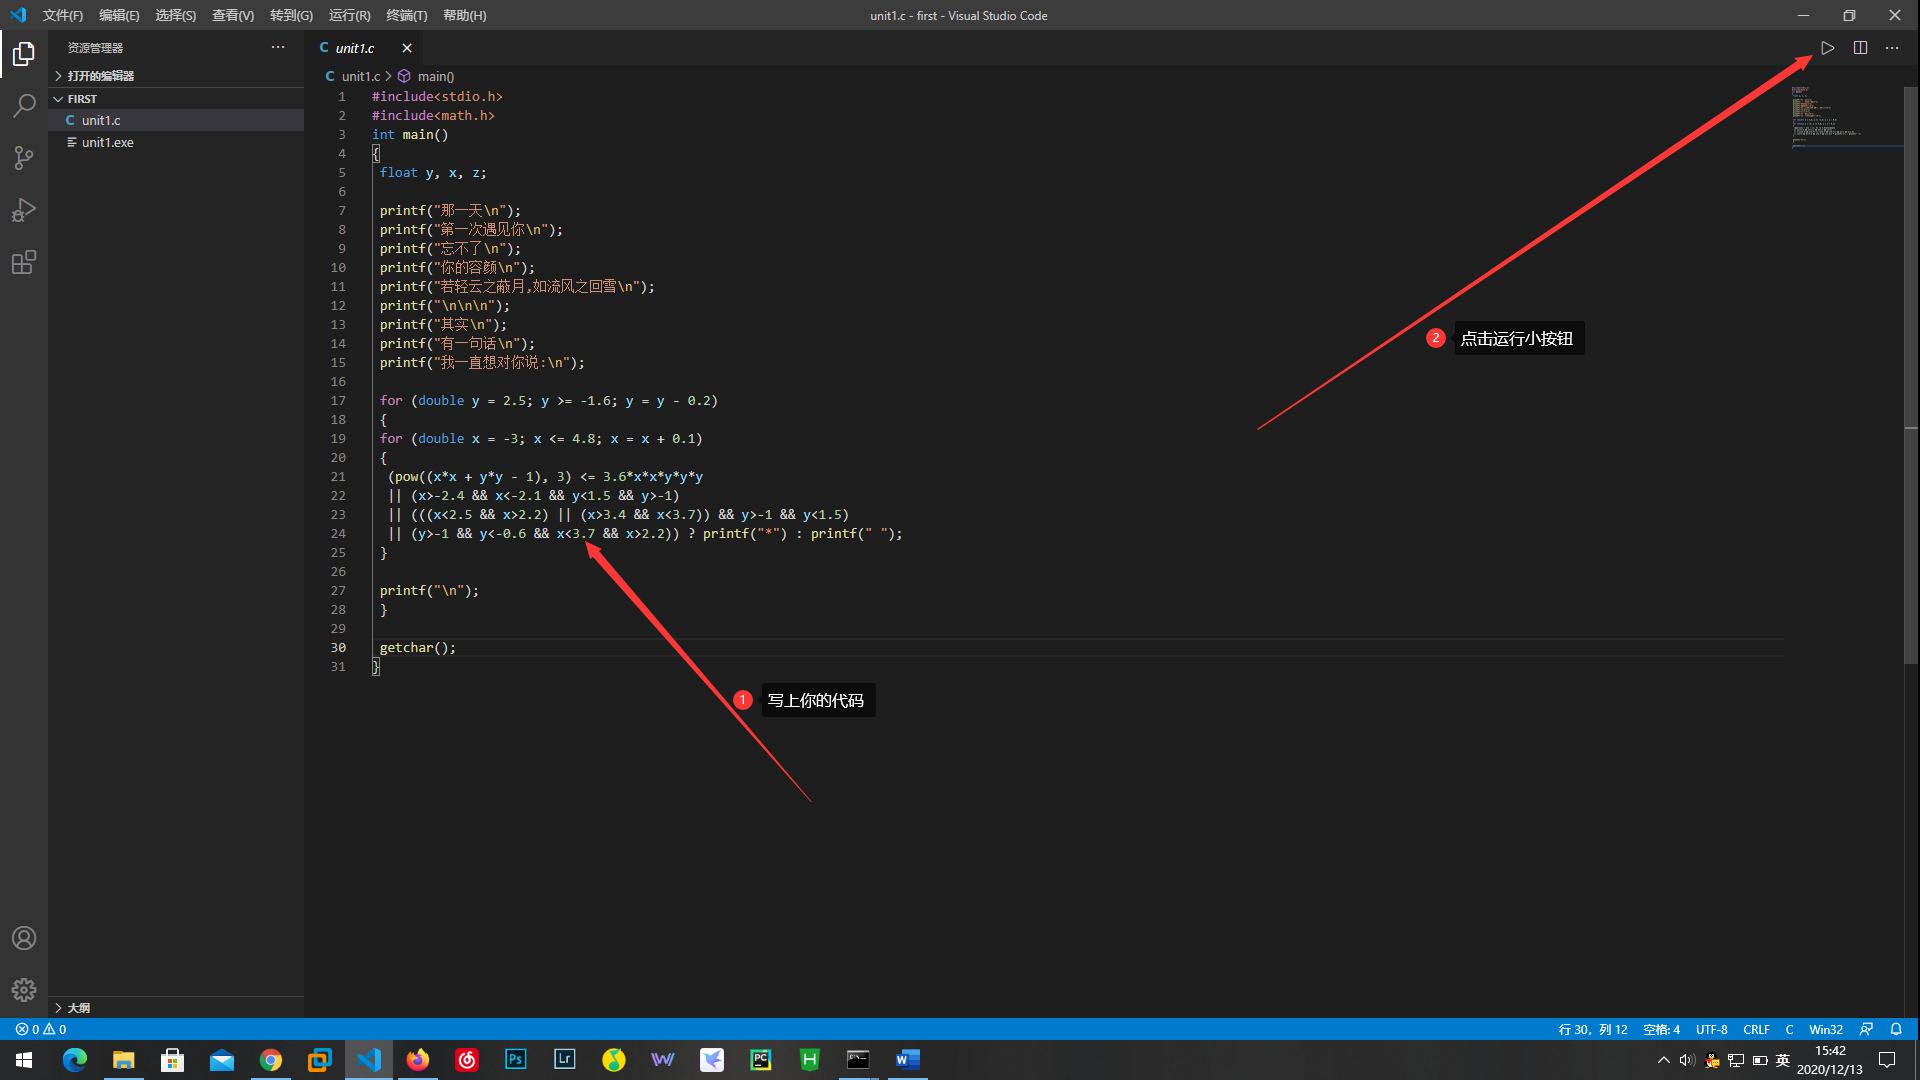 文件(F) 编辑(E) 选择(S) 查看(V) 转到(G) 运行(R) 终端(T) 帮助(H) unit1.c - first - Visual Studio Code
资源管理器 ···
打开的编辑器
FIRST
C unit1.c
unit1.exe
大纲
C unit1.c
C unit1.c > main()
1 #include<stdio.h>
2 #include<math.h>
3 int main()
4 {
5 float y, x, z;
6
7 printf("那一天\n");
8 printf("第一次遇见你\n");
9 printf("忘不了\n");
10 printf("你的容颜\n");
11 printf("若轻云之蔽月,如流风之回雪\n");
12 printf("\n\n\n");
13 printf("其实\n");
14 printf("有一句话\n");
15 printf("我一直想对你说:\n");
16
17 for (double y = 2.5; y >= -1.6; y = y - 0.2)
18 {
19 for (double x = -3; x <= 4.8; x = x + 0.1)
20 {
21 (pow((x*x + y*y - 1), 3) <= 3.6*x*x*y*y*y
22 || (x>-2.4 && x<-2.1 && y<1.5 && y>-1)
23 || (((x<2.5 && x>2.2) || (x>3.4 && x<3.7)) && y>-1 && y<1.5)
24 || (y>-1 && y<-0.6 && x<3.7 && x>2.2)) ? printf("*") : printf(" ");
25 }
26
27 printf("\n");
28 }
29
30 getchar();
31 }
2 点击运行小按钮
1 写上你的代码
0 0 行 30，列 12 空格: 4 UTF-8 CRLF C Win32
Ps Lr W PC H W 英 15:42
2020/12/13